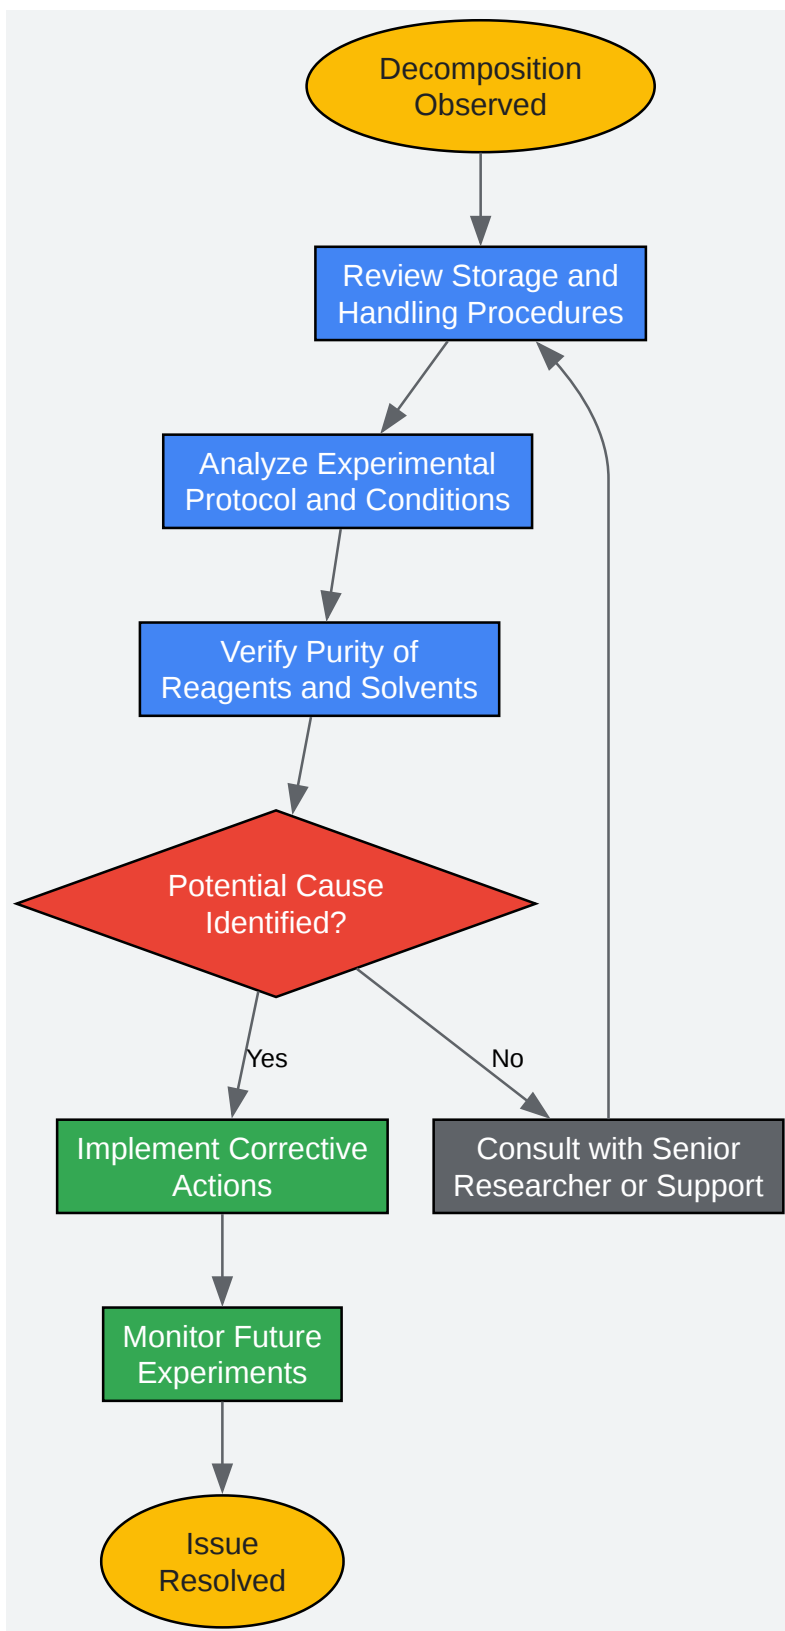 Decomposition
Observed
Review Storage and
Handling Procedures
Analyze Experimental
Protocol and Conditions
Verify Purity of
Reagents and Solvents
Potential Cause
Identified?
Yes
No
Implement Corrective
Actions
Consult with Senior
Researcher or Support
Monitor Future
Experiments
Issue
Resolved